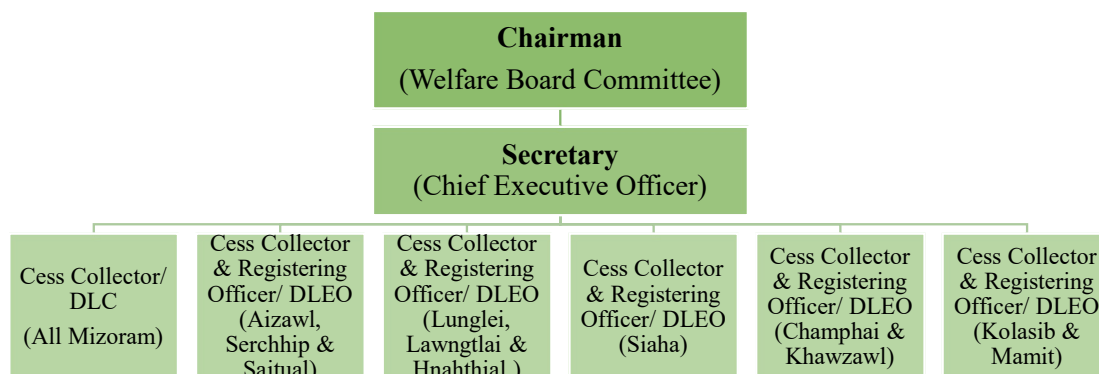 Chairman
(Welfare Board Committee)
Secretary
(Chief Executive Officer)
Cess Collector/
DLC
(All Mizoram)
Cess Collector
& Registering
Officer/ DLEO
(Aizawl,
Serchhip &
Saitual)
Cess Collector
& Registering
Officer/ DLEO
(Lunglei,
Lawngtlai &
Hnahthial )
Cess Collector
& Registering
Officer/ DLEO
(Siaha)
Cess Collector
& Registering
Officer/ DLEO
(Champhai &
Khawzawl)
Cess Collector
& Registering
Officer/ DLEO
(Kolasib &
Mamit)